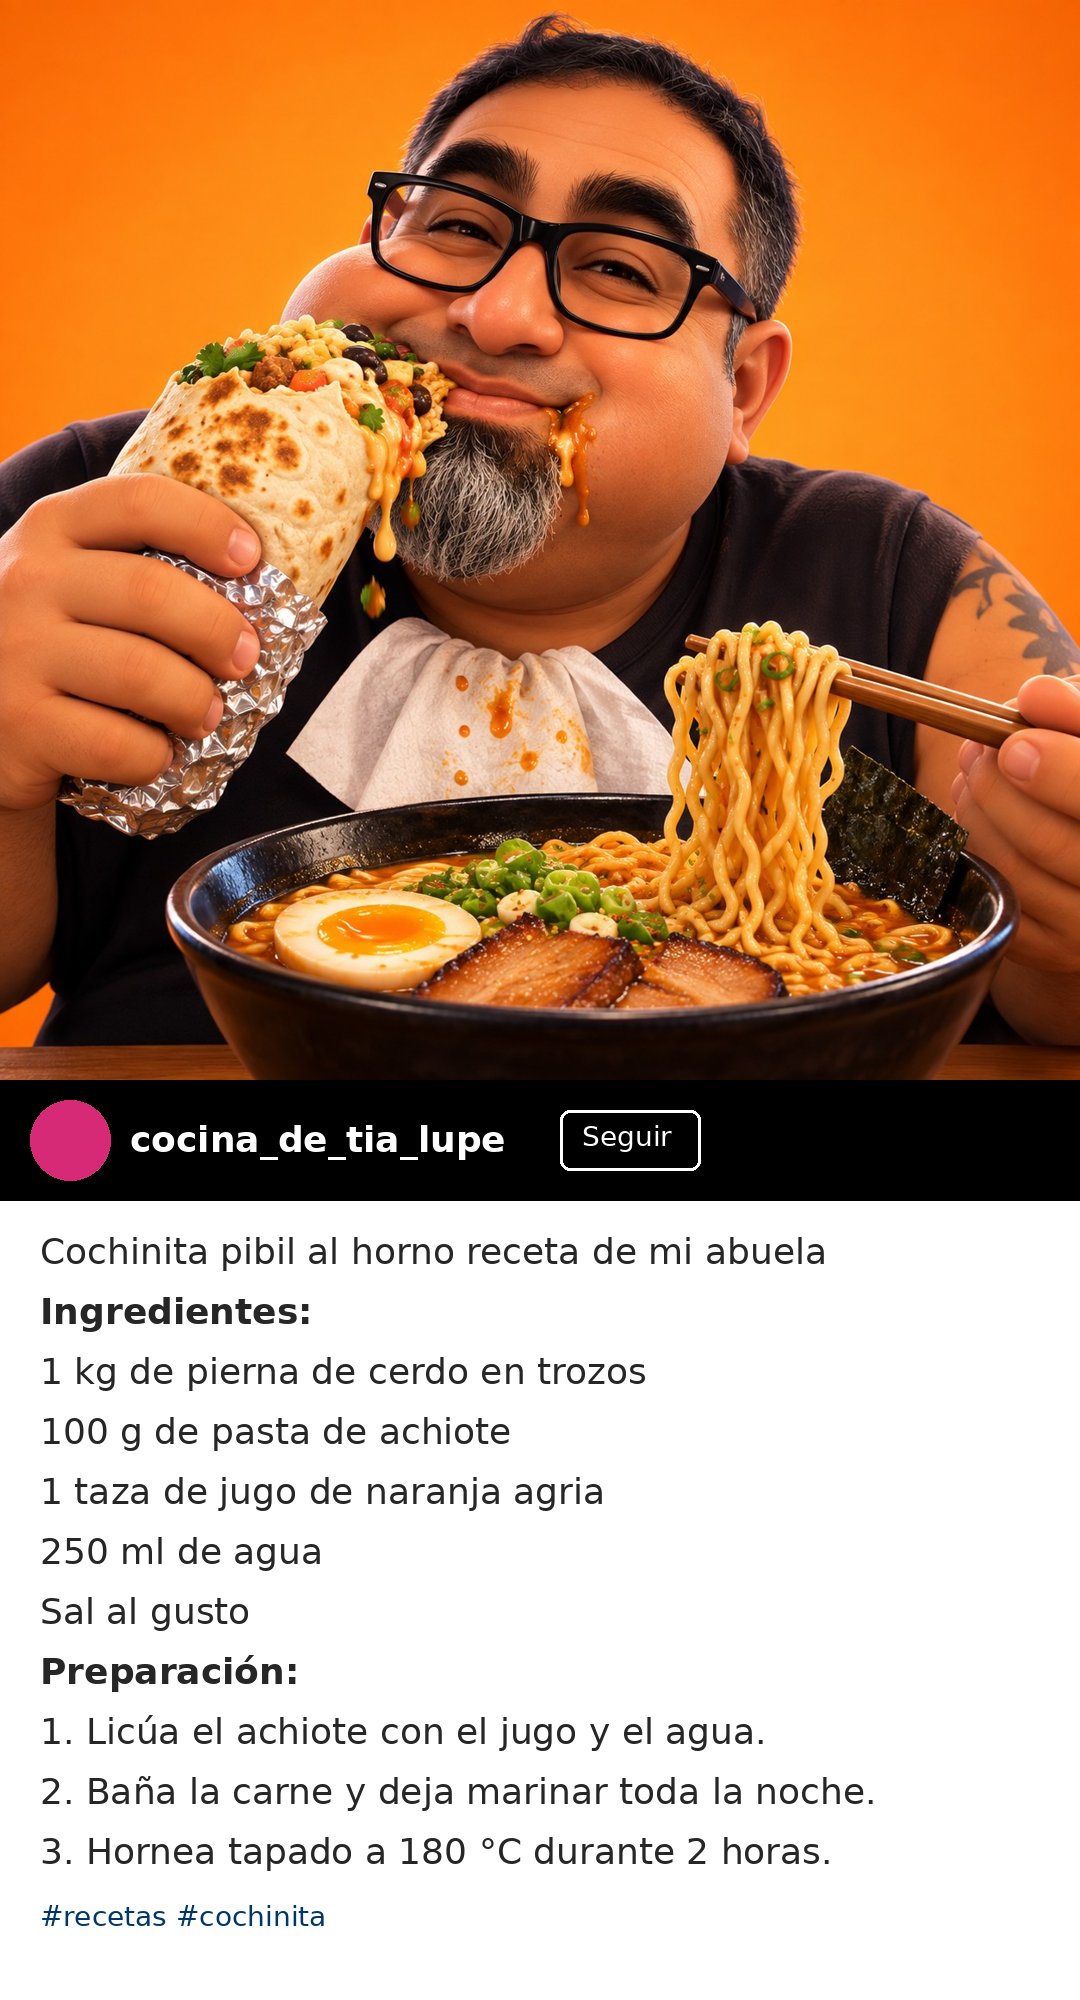 cocina_de_tia_lupe
Seguir
Cochinita pibil al horno receta de mi abuela
Ingredientes:
1 kg de pierna de cerdo en trozos
100 g de pasta de achiote
1 taza de jugo de naranja agria
250 ml de agua
Sal al gusto
Preparación:
1. Licúa el achiote con el jugo y el agua.
2. Baña la carne y deja marinar toda la noche.
3. Hornea tapado a 180 °C durante 2 horas.
#recetas #cochinita